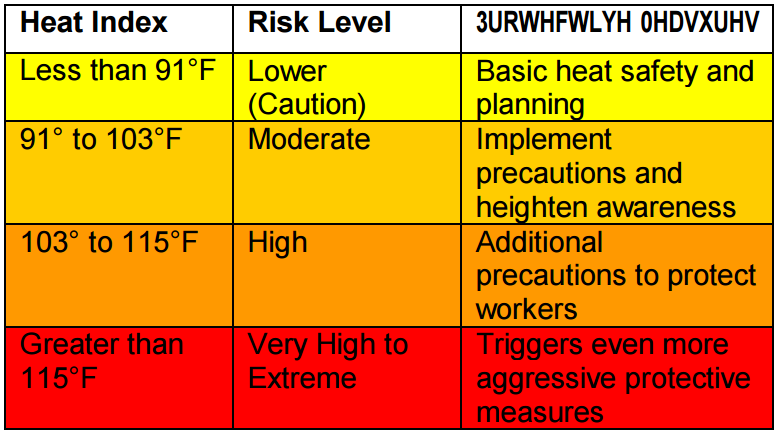 Heat Index
Risk Level
3URWHFWLYH 0HDVXUHV
Less than 91°F
Lower
(Caution)
Basic heat safety and
planning
91° to 103°F
Moderate
Implement
precautions and
heighten awareness
103° to 115°F
High
Additional
precautions to protect
workers
Greater than
115°F
Very High to
Extreme
Triggers even more
aggressive protective
measures